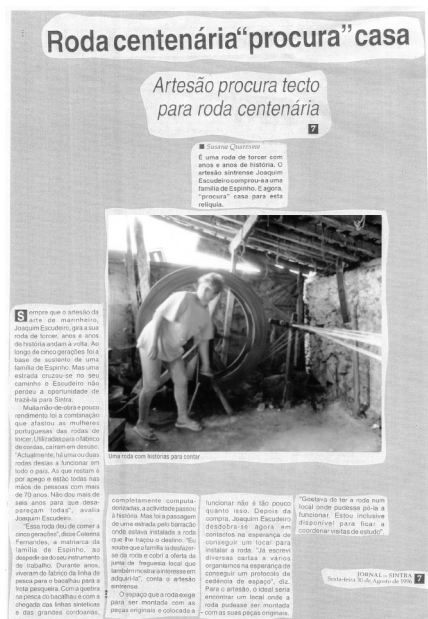 Roda centenária "procura" casa
Artesão procura tecto
para roda centenária
7
■ Susana Quaresma
É uma roda de torcer com
anos e anos de história. O
artesão sintrense Joaquim
Escudeiro comprou-a a uma
família de Espinho. E agora,
"procura" casa para esta
relíquia.
Uma roda com histórias para contar
Sempre que o artesão da
arte de marinheiro,
Joaquim Escudeiro, gira a sua
roda de torcer, anos e anos
de história andam à volta. Ao
longo de cinco gerações foi a
base de sustento de uma
família de Espinho. Mas uma
estrada cruzou-se no seu
caminho e Escudeiro não
perdeu a oportunidade de
trazê-la para Sintra.
Muita mão-de-obra e pouco
rendimento foi a combinação
que afastou as mulheres
portuguesas das rodas de
torcer. Utilizadas para o fabrico
de cordas, caíram em desuso.
"Actualmente, há uma ou duas
rodas destas a funcionar em
todo o país. As que restam é
por apego e estão todas nas
mãos de pessoas com mais
de 70 anos. Não dou mais de
seis anos para que desa-
pareçam todas", avalia
Joaquim Escudeiro.
"Essa roda deu de comer a
cinco gerações", disse
Fernandes, a matriarca da
família de Espinho, ao
despedir-se do seu instrumento
de trabalho. Durante anos,
viveram do fabrico da linha de
pesca para o bacalhau para a
frota pesqueira. Com a quebra
na pesca do bacalhau e com a
chegada das linhas sintéticas
e das grandes cordoarias,
completamente computa-
dorizadas, a actividade passou
à história. Mas foi a passagem
de uma estrada pelo barracão
onde estava instalada a roda
que lhe traçou o destino. "Eu
soube que a família ia desfazer-
se da roda e cobri a oferta da
junta de freguesia local que
também mostrara interesse em
adquiri-la", conta o artesão
sintrense.
O espaço que a roda exige
para ser montada com as
peças originais e colocado a
funcionar não é tão pouco
quanto isso. Depois da
compra, Joaquim Escudeiro
desdobra-se agora em
contactos na esperança de
conseguir um local para
instalar a roda. "Já escrevi
diversas cartas a vários
organismos na esperança de
conseguir um protocolo de
cedência de espaço", diz.
Para o artesão, o ideal seria
encontrar um local onde a
roda pudesse ser montada
com as suas peças originais.
"Gostava de ter a roda num
local onde pudesse pô-la a
funcionar. Estou inclusive
disponível para ficar a
coordenar visitas de estudo".
JORNAL DE SINTRA
Sexta-feira 30 de Agosto de 1996
7